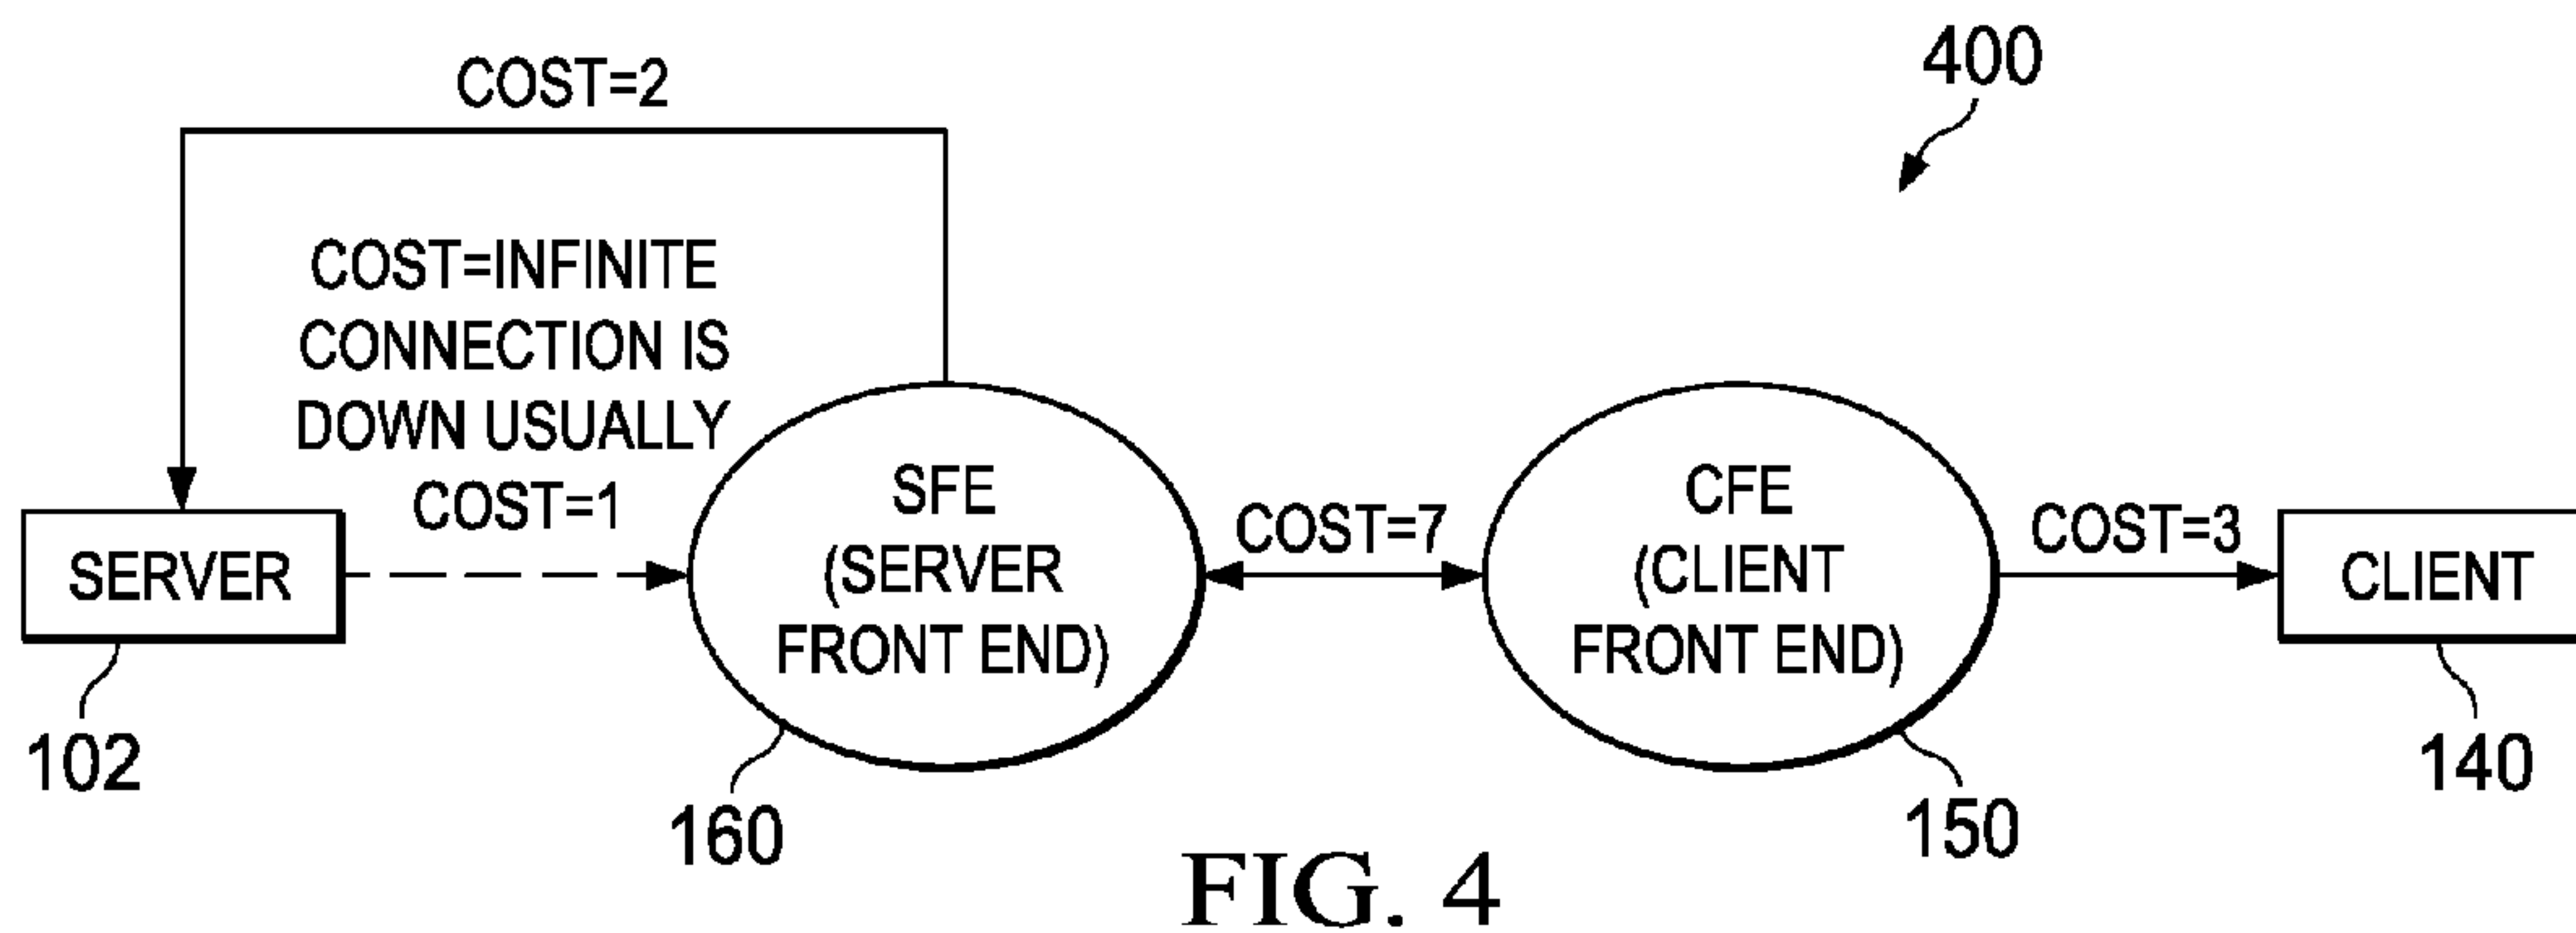 400
COST=2
COST=INFINITE
CONNECTION IS
DOWN USUALLY
COST=1
SERVER
102
SFE
(SERVER
FRONT END)
160
COST=7
CFE
(CLIENT
FRONT END)
150
COST=3
CLIENT
140
FIG. 4